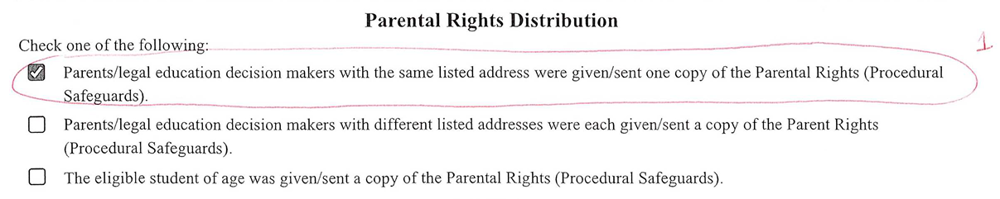 Parental Rights Distribution
Check one of the following:
1
Parents/legal education decision makers with the same listed address were given/sent one copy of the Parental Rights (Procedural
Safeguards).
Parents/legal education decision makers with different listed addresses were each given/sent a copy of the Parent Rights
(Procedural Safeguards).
The eligible student of age was given/sent a copy of the Parental Rights (Procedural Safeguards).